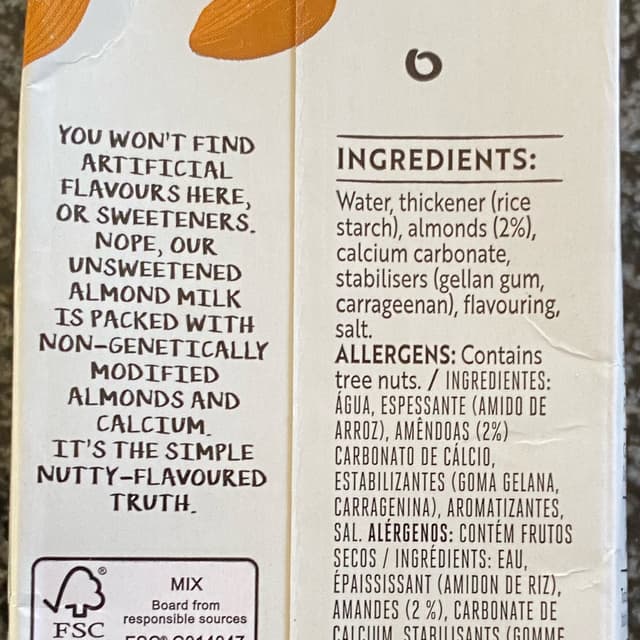 YOU WON'T FIND
ARTIFICIAL
FLAVOURS HERE,
OR SWEETENERS.
NOPE, OUR
UNSWEETENED
ALMOND MILK
IS PACKED WITH
NON-GENETICALLY
MODIFIED
ALMONDS AND
CALCIUM.
IT'S THE SIMPLE
NUTTY-FLAVOURED
TRUTH.
FSC
®
MIX
Board from
responsible sources
INGREDIENTS:
Water, thickener (rice
starch), almonds (2%),
calcium carbonate,
stabilisers (gellan gum,
carrageenan), flavouring,
salt.
ALLERGENS: Contains
tree nuts. / INGREDIENTES:
ÁGUA, ESPESSANTE (AMIDO DE
ARROZ), AMÊNDOAS (2%)
CARBONATO DE CÁLCIO,
ESTABILIZANTES (GOMA GELANA,
CARRAGENINA), AROMATIZANTES,
SAL. ALÉRGENOS: CONTÉM FRUTOS
SECOS / INGRÉDIENTS: EAU,
ÉPAISSISSANT (AMIDON DE RIZ),
AMANDES (2 %), CARBONATE DE
CALCIUM, STABILISANTS (GOMME